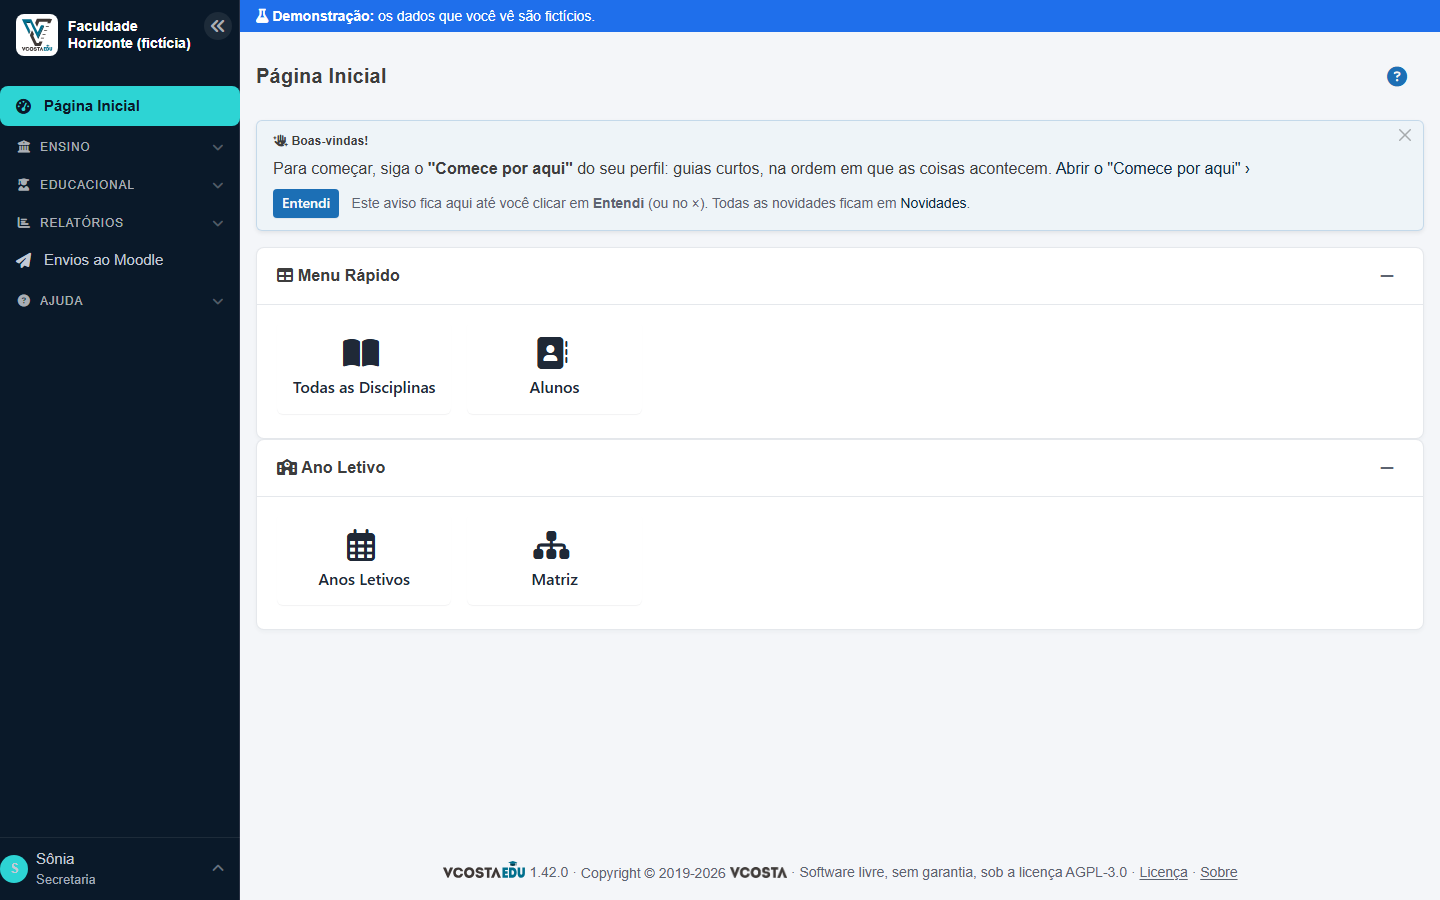 Faculdade
Horizonte (fictícia)
VCOSTAEDU
Página Inicial
ENSINO
EDUCACIONAL
RELATÓRIOS
Envios ao Moodle
AJUDA
S
Sônia
Secretaria
Demonstração: os dados que você vê são fictícios.
Página Inicial
?
Boas-vindas!
Para começar, siga o "Comece por aqui" do seu perfil: guias curtos, na ordem em que as coisas acontecem. Abrir o "Comece por aqui" ›
Entendi
Este aviso fica aqui até você clicar em Entendi (ou no ×). Todas as novidades ficam em Novidades.
Menu Rápido
Todas as Disciplinas
Alunos
Ano Letivo
Anos Letivos
Matriz
VCOSTAEDU 1.42.0 · Copyright © 2019-2026 VCOSTA · Software livre, sem garantia, sob a licença AGPL-3.0 · Licença · Sobre